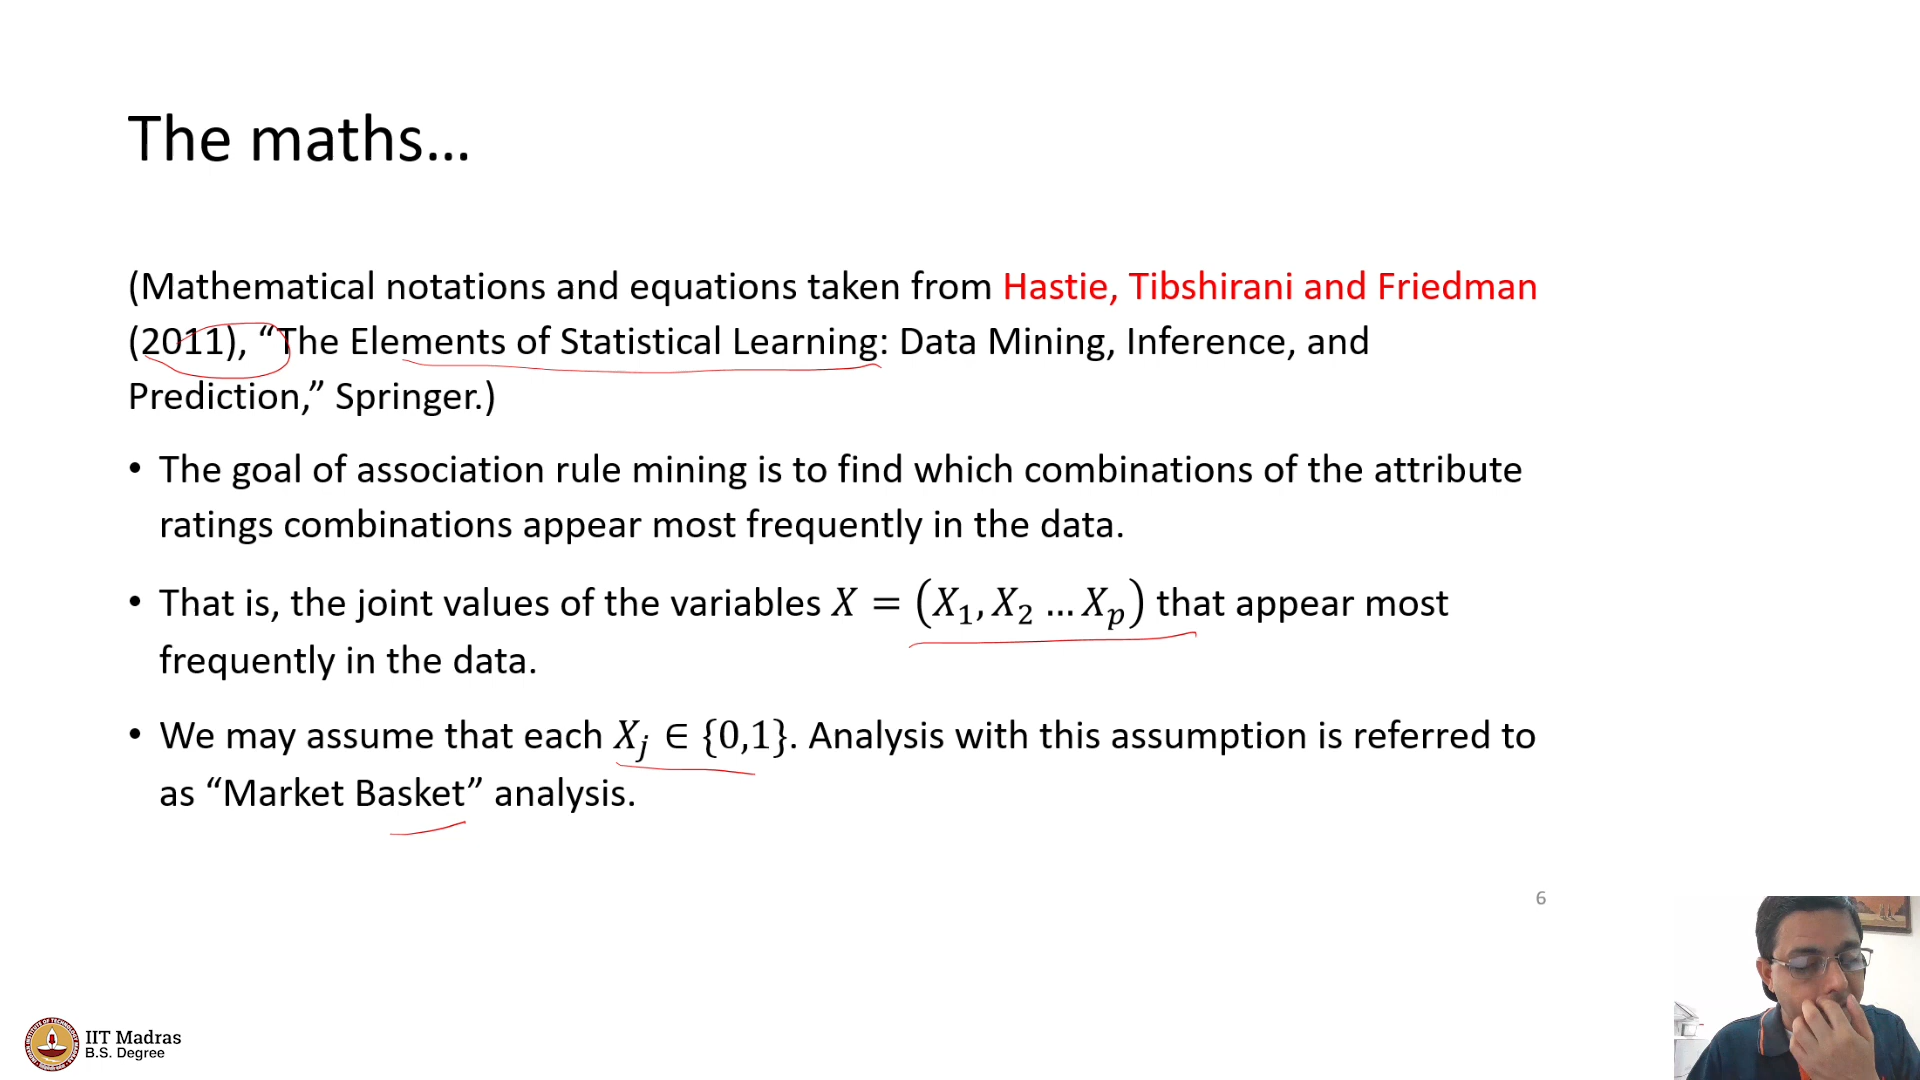 The maths...
(Mathematical notations and equations taken from Hastie, Tibshirani and Friedman
(2011), “The Elements of Statistical Learning: Data Mining, Inference, and
Prediction,” Springer.)
• The goal of association rule mining is to find which combinations of the attribute
ratings combinations appear most frequently in the data.
• That is, the joint values of the variables X = (X₁, X₂ … Xₚ) that appear most
frequently in the data.
• We may assume that each Xⱼ ∈ {0,1}. Analysis with this assumption is referred to
as “Market Basket” analysis.
6
IIT Madras
B.S. Degree